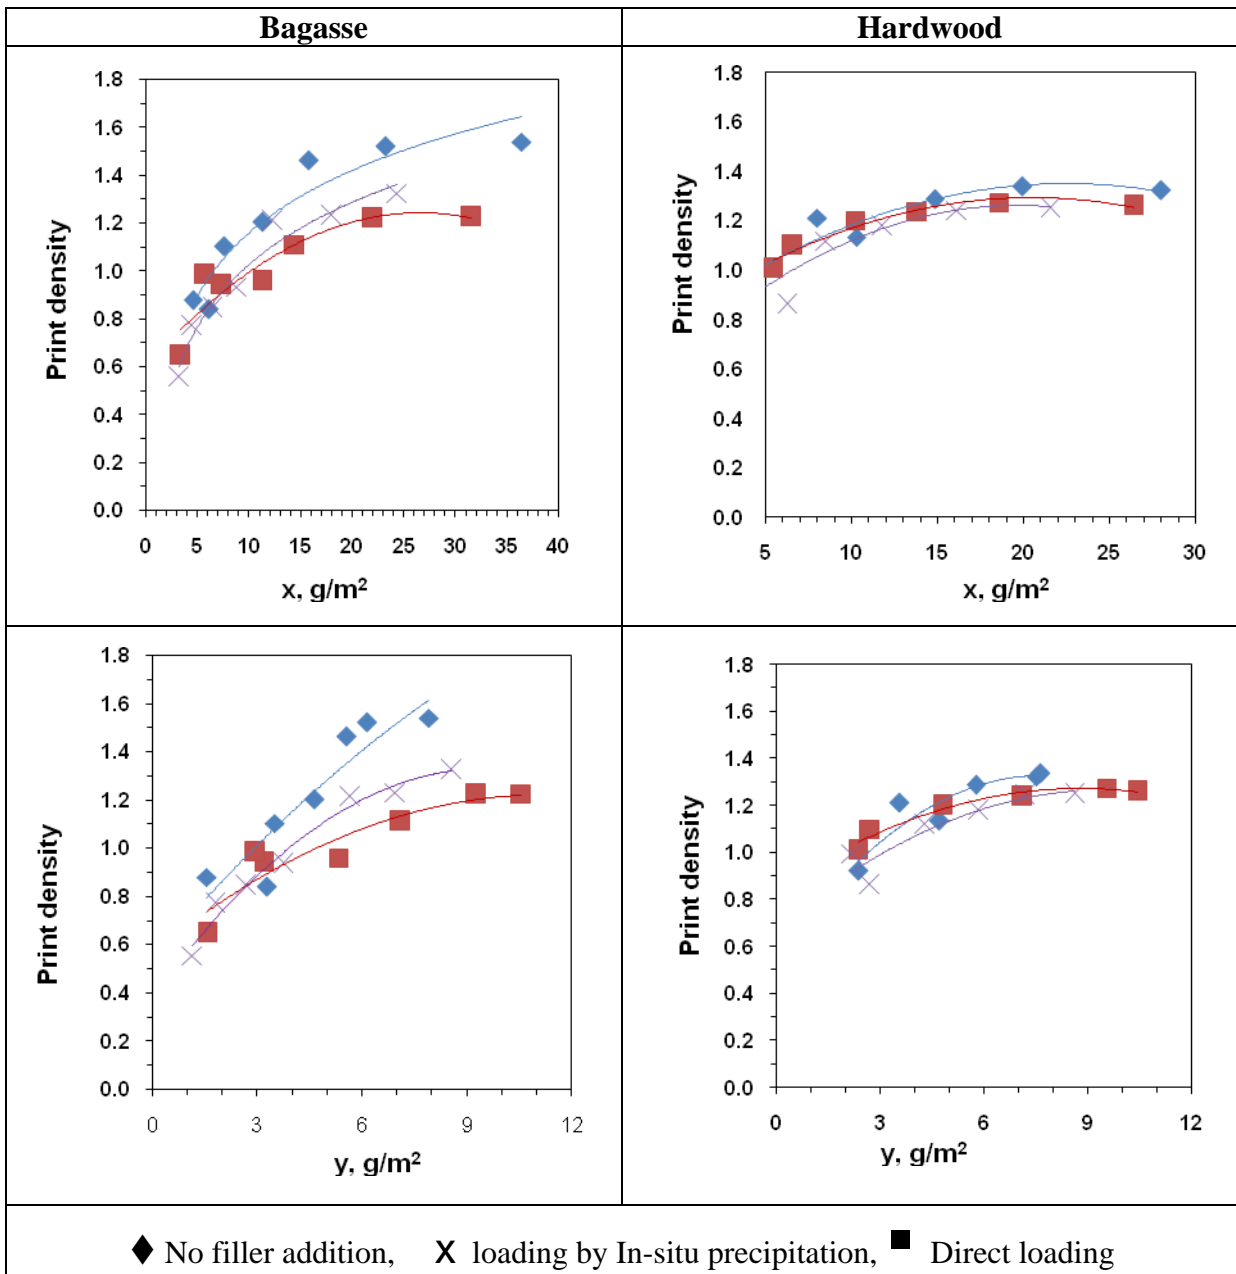 Bagasse
Hardwood
1.8
1.6
1.4
1.2
1.0
0.8
0.6
0.4
0.2
0.0
Print density
0 5 10 15 20 25 30 35 40
x, g/m²
1.8
1.6
1.4
1.2
1.0
0.8
0.6
0.4
0.2
0.0
Print density
5 10 15 20 25 30
x, g/m²
1.8
1.6
1.4
1.2
1.0
0.8
0.6
0.4
0.2
0.0
Print density
0 3 6 9 12
y, g/m²
1.8
1.6
1.4
1.2
1.0
0.8
0.6
0.4
0.2
0.0
Print density
0 3 6 9 12
y, g/m²
◆ No filler addition, X loading by In-situ precipitation, ■ Direct loading